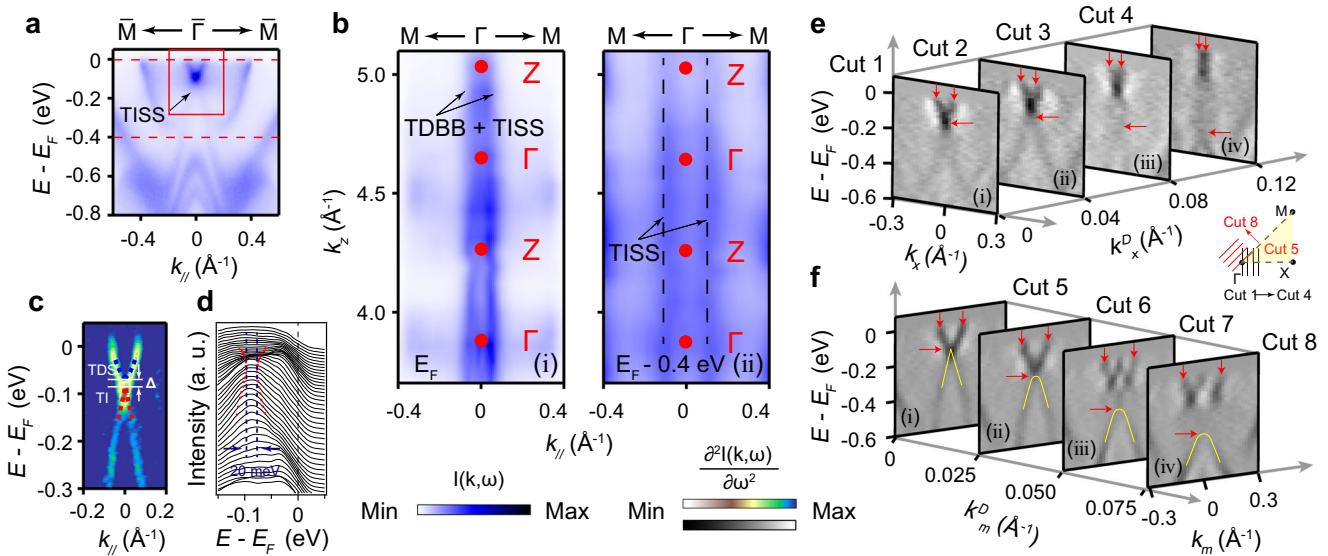 a
M̅ ← Γ̅ → M̅
0
-0.2
-0.4
-0.6
-0.8
E - E_F (eV)
TISS
-0.4 0 0.4
k_// (Å⁻¹)
b
M ← Γ → M
M ← Γ → M
5.0
4.5
4.0
k_z (Å⁻¹)
Z
TDBB + TISS
Γ
Z
Γ
E_F (i)
Z
Γ
TISS
Z
Γ
E_F - 0.4 eV (ii)
-0.4 0 0.4
-0.4 0 0.4
k_// (Å⁻¹)
k_// (Å⁻¹)
I(k,ω)
Min Max
∂²I(k,ω)
∂ω²
Min Max
c
0
-0.1
-0.2
-0.3
E - E_F (eV)
TDS
TI
Δ
-0.2 0 0.2
k_// (Å⁻¹)
d
Intensity (a. u.)
20 meV
-0.1 0
E - E_F (eV)
e
Cut 1
Cut 2
Cut 3
Cut 4
0
-0.2
-0.4
-0.6
E - E_F (eV)
(i)
(ii)
(iii)
(iv)
-0.3 0 0.3
k_x (Å⁻¹)
0
0.04
0.08
0.12
k^D_x (Å⁻¹)
M
Cut 8
Cut 5
Γ
X
Cut 1 → Cut 4
f
Cut 5
Cut 6
Cut 7
Cut 8
0
-0.2
-0.4
-0.6
E - E_F (eV)
(i)
(ii)
(iii)
(iv)
0
0.025
0.050
0.075
k^D_m (Å⁻¹)
-0.3 0 0.3
k_m (Å⁻¹)